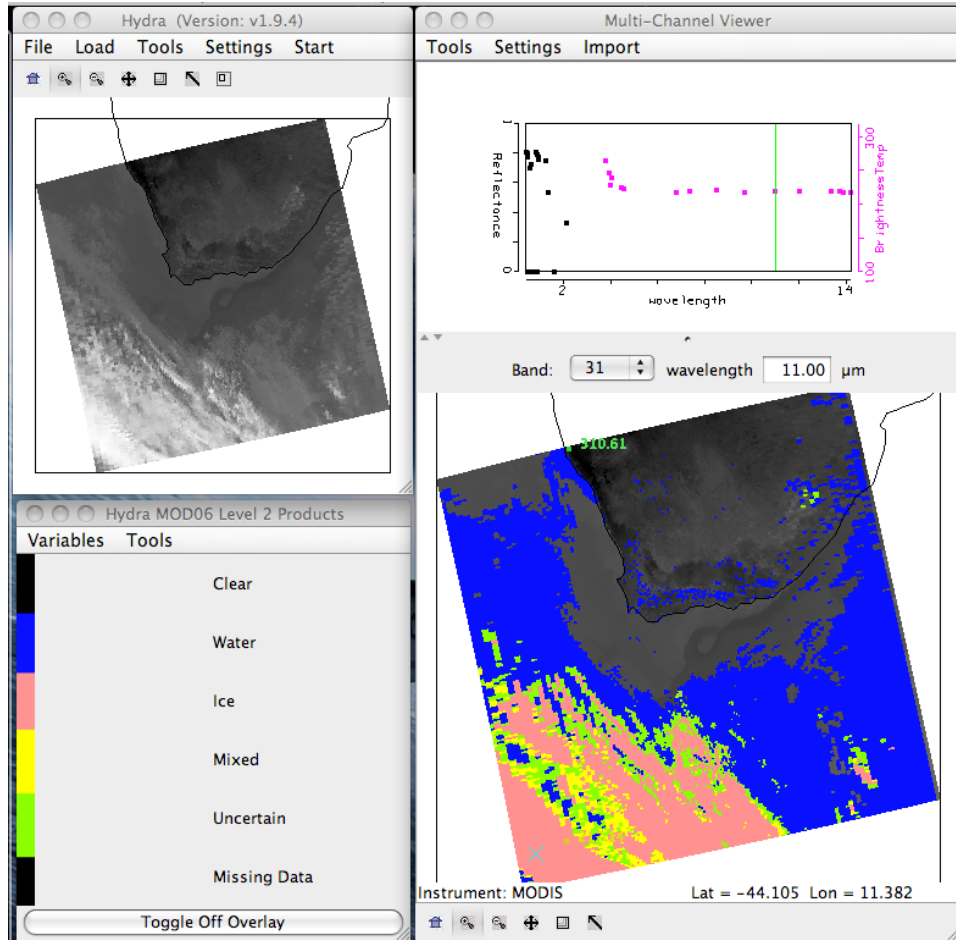 Hydra (Version: v1.9.4)
File Load Tools Settings Start
Multi-Channel Viewer
Tools Settings Import
1
Reflectance
0
300
BrightnessTemp
100
2
14
wavelength
Band: 31 wavelength 11.00 µm
310.61
Instrument: MODIS Lat = -44.105 Lon = 11.382
Hydra MOD06 Level 2 Products
Variables Tools
Clear
Water
Ice
Mixed
Uncertain
Missing Data
Toggle Off Overlay